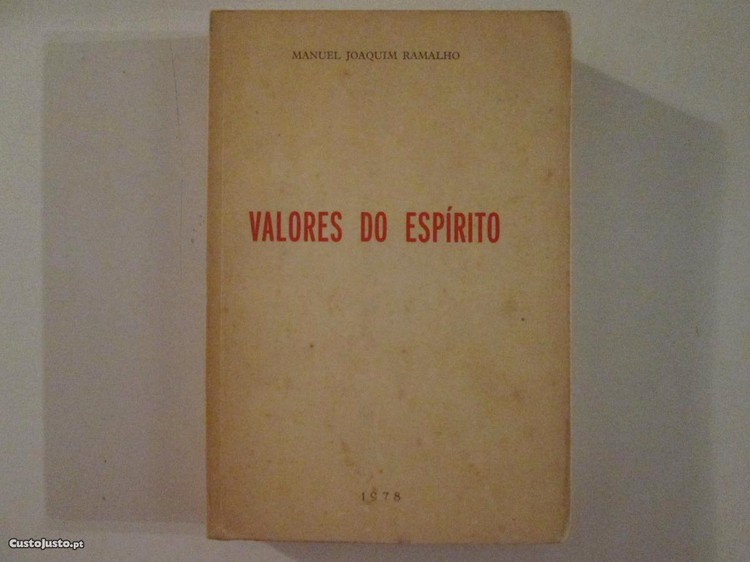 MANUEL JOAQUIM RAMALHO
VALORES DO ESPÍRITO
1978
CustoJusto.pt